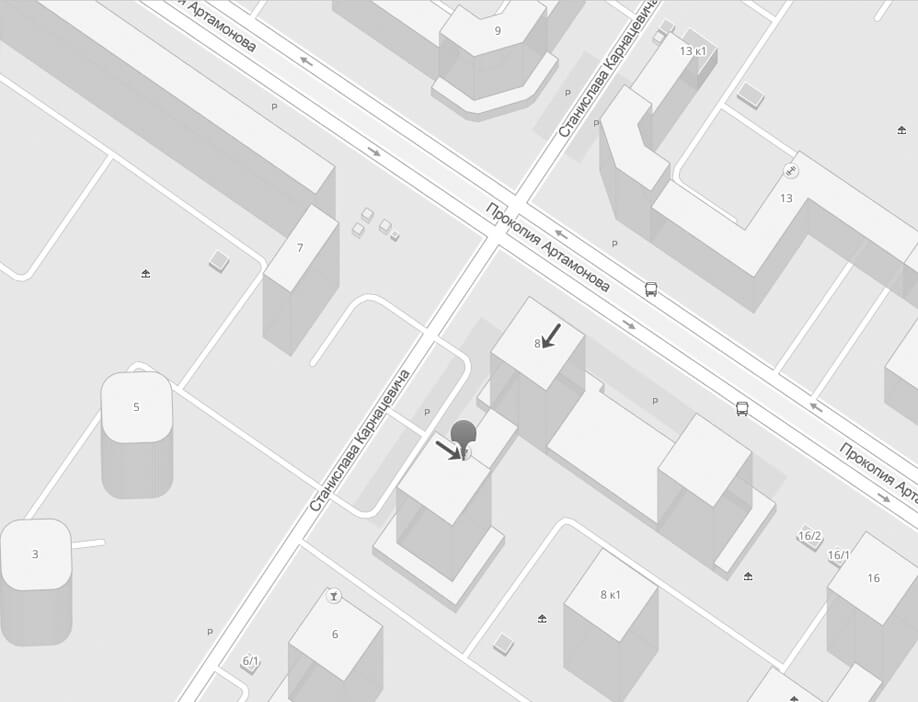 Артамонова
9
Станислава Карнацевича
13 к1
P
P
P
13
7
Прокопия Артамонова
P
8
5
P
P
Станислава Карнацевича
Прокопия Арта
3
16/2
16/1
16
8 к1
P
6
6/1